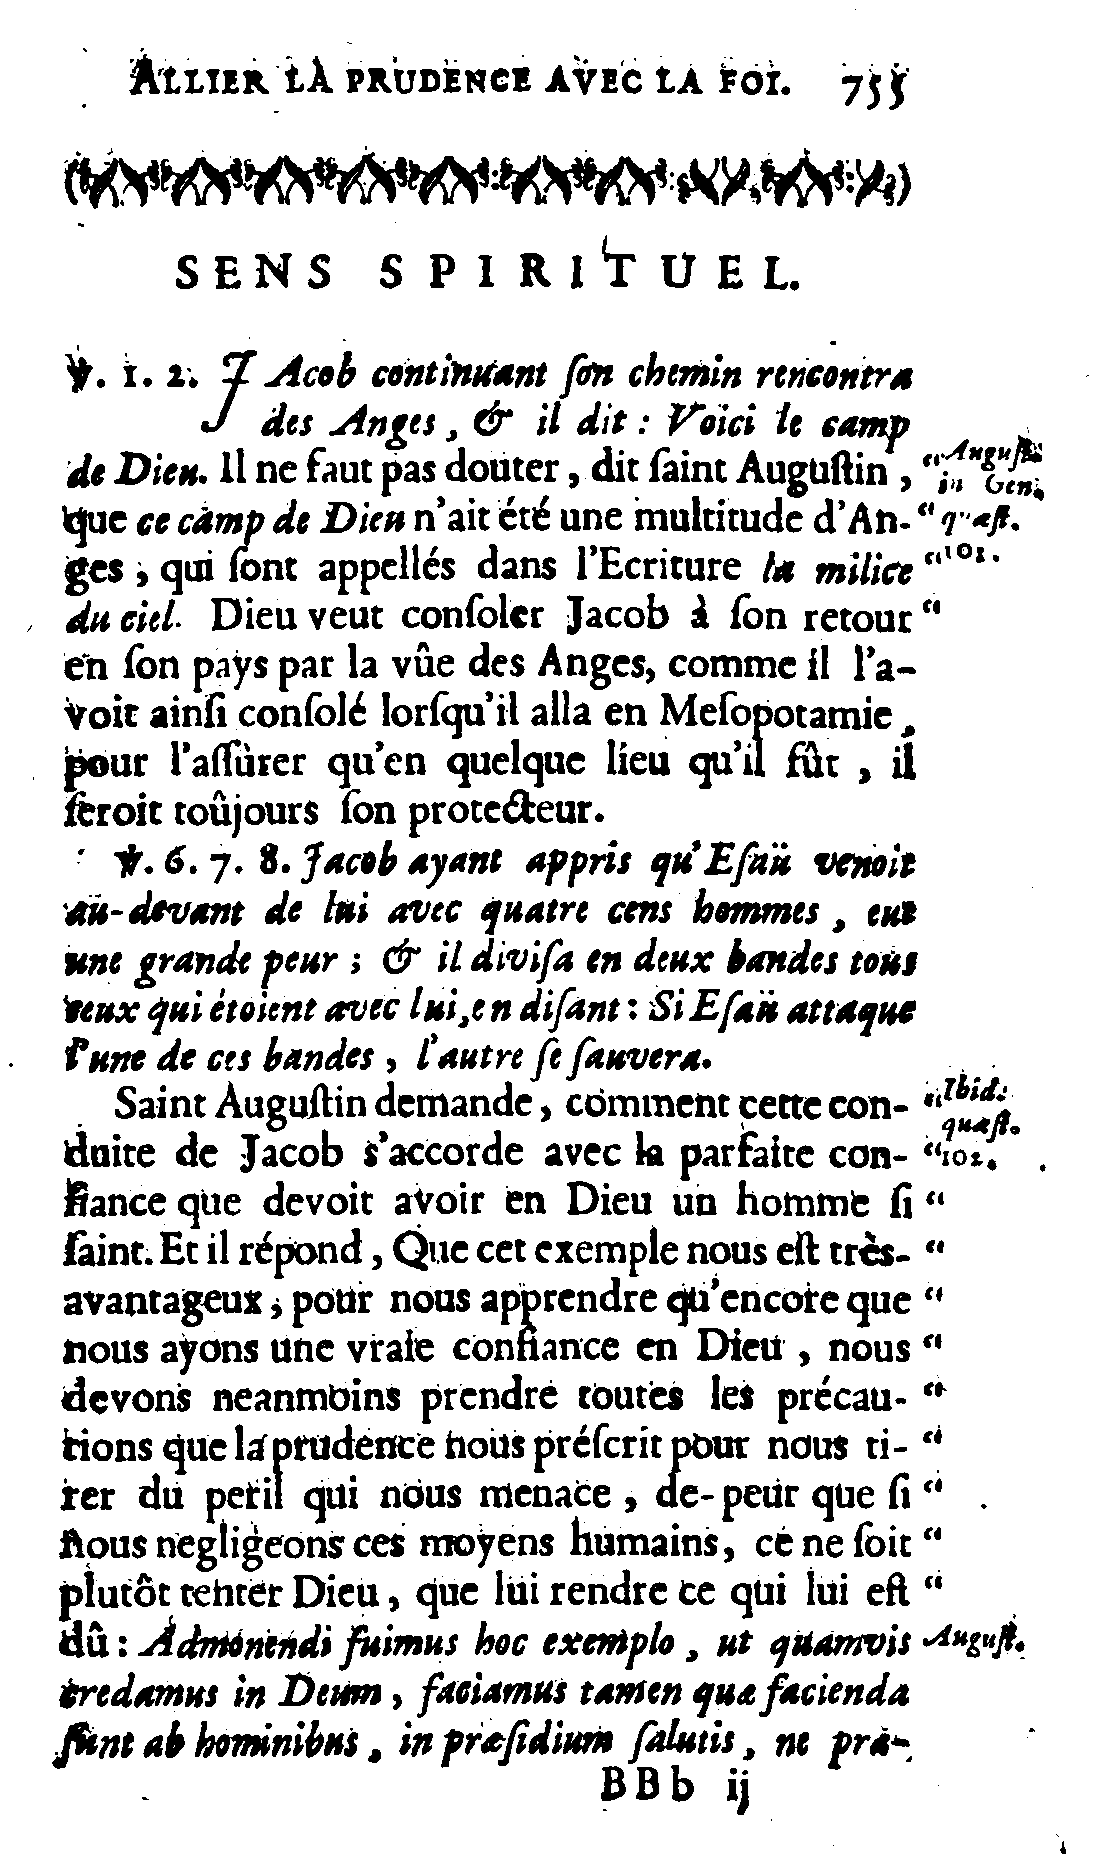 ALLIER LA PRUDENCE AVEC LA FOI. 755
SENS SPIRITUEL.
℣. 1. 2. JAcob continuant ſon chemin rencontra
des Anges, & il dit : Voici le camp
de Dieu. Il ne faut pas douter, dit ſaint Auguſtin, “ Auguſt. in Gen.
que ce camp de Dieu n'ait été une multitude d'An- “ quæſt.
ges, qui ſont appellés dans l'Ecriture la milice “ 101.
du ciel. Dieu veut conſoler Jacob à ſon retour “
en ſon pays par la vûe des Anges, comme il l'a-
voit ainſi conſolé lorſqu'il alla en Meſopotamie,
pour l'aſſûrer qu'en quelque lieu qu'il fût, il
ſeroit toûjours ſon protecteur.
℣. 6. 7. 8. Jacob ayant appris qu'Eſaü venoit
au-devant de lui avec quatre cens hommes, eut
une grande peur ; & il diviſa en deux bandes tous
ceux qui étoient avec lui, en diſant : Si Eſaü attaque
l'une de ces bandes, l'autre ſe ſauvera.
Saint Auguſtin demande, comment cette con- “ Ibid. quæſt.
duite de Jacob s'accorde avec la parfaite con- “ 102.
fiance que devoit avoir en Dieu un homme ſi “
ſaint. Et il répond, Que cet exemple nous eſt très- “
avantageux, pour nous apprendre qu'encore que “
nous ayons une vraie confiance en Dieu, nous “
devons neanmoins prendre toutes les précau- “
tions que la prudence nous préſcrit pour nous ti- “
rer du peril qui nous menace, de-peur que ſi “
nous negligeons ces moyens humains, ce ne ſoit “
plutôt tenter Dieu, que lui rendre ce qui lui eſt “
dû : Admonendi fuimus hoc exemplo, ut quamvis Auguſt.
credamus in Deum, faciamus tamen quæ facienda
ſunt ab hominibus, in præſidium ſalutis, ne præ-
BBb ij